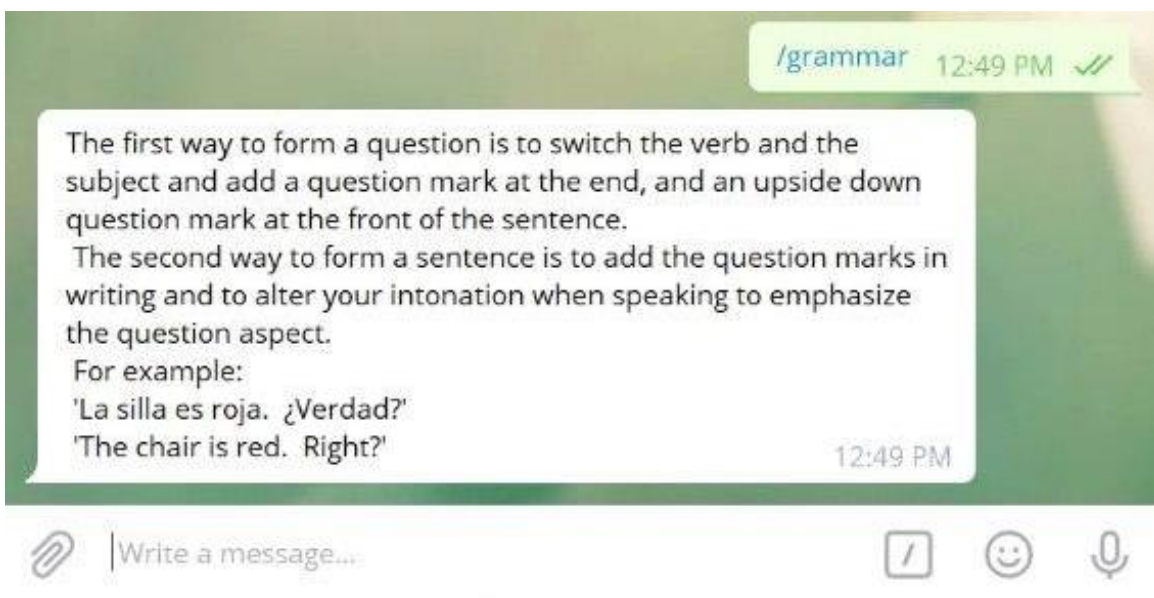 /grammar 12:49 PM
The first way to form a question is to switch the verb and the
subject and add a question mark at the end, and an upside down
question mark at the front of the sentence.
The second way to form a sentence is to add the question marks in
writing and to alter your intonation when speaking to emphasize
the question aspect.
For example:
'La silla es roja.  ¿Verdad?'
'The chair is red.  Right?'
12:49 PM
Write a message...